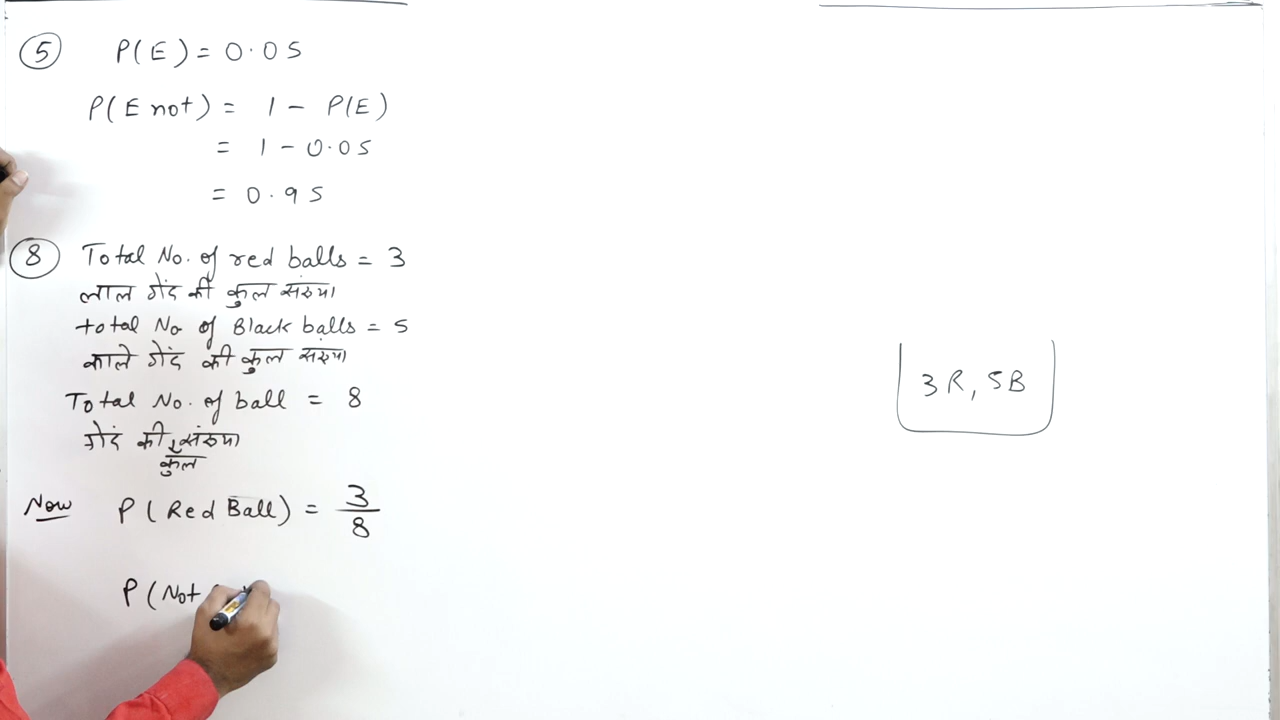 5 P(E) = 0.05
P(E not) = 1 - P(E)
= 1 - 0.05
= 0.95
8 Total No. of red balls = 3
लाल गेंद की कुल संख्या
total No of Black balls = 5
काले गेंद की कुल संख्या
Total No. of ball = 8
गेंद की कुल संख्या
3R, 5B
Now P(Red Ball) = 3/8
P(Not